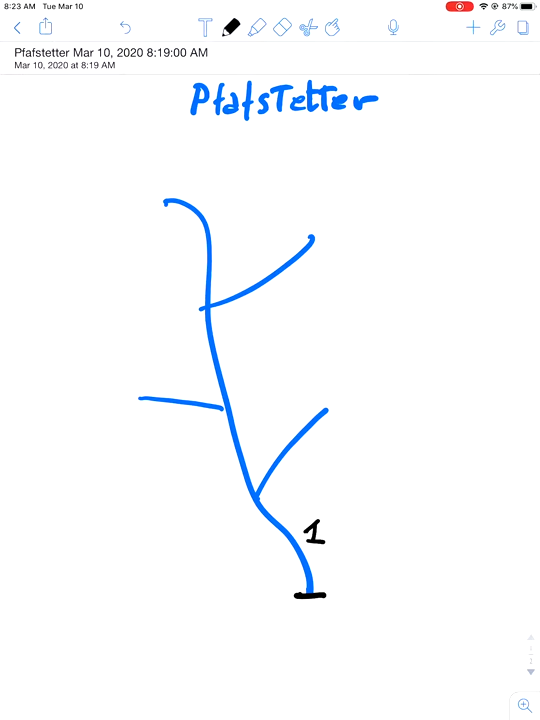 8:23 AM Tue Mar 10
87%
T
Pfafstetter Mar 10, 2020 8:19:00 AM
Mar 10, 2020 at 8:19 AM
PfafsTeTTer
1